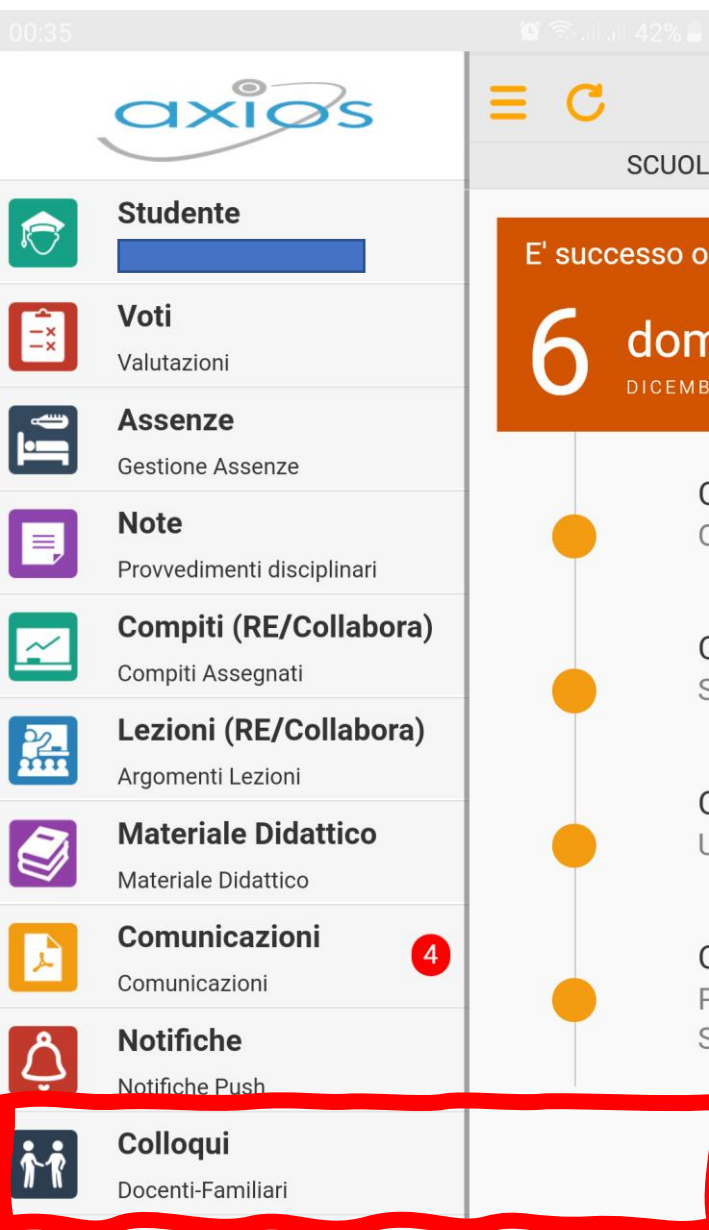 00:35
42%
axios
SCUOL
Studente
E' successo o
Voti
Valutazioni
6
dom
DICEMB
Assenze
Gestione Assenze
Note
Provvedimenti disciplinari
Compiti (RE/Collabora)
Compiti Assegnati
Lezioni (RE/Collabora)
Argomenti Lezioni
Materiale Didattico
Materiale Didattico
Comunicazioni
4
Comunicazioni
Notifiche
Notifiche Push
Colloqui
Docenti-Familiari